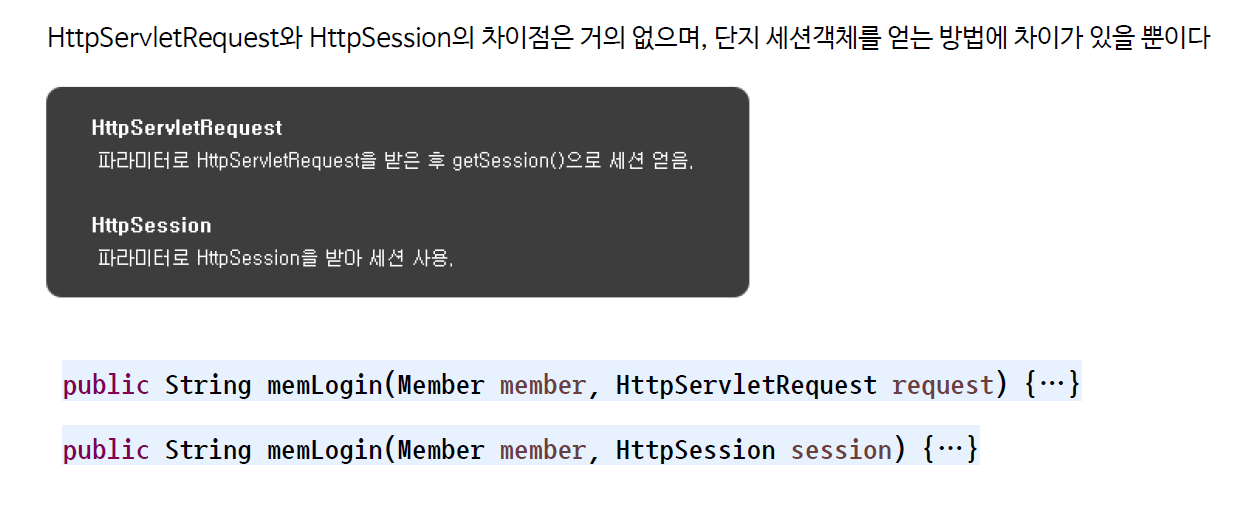 HttpServletRequest와 HttpSession의 차이점은 거의 없으며, 단지 세션객체를 얻는 방법에 차이가 있을 뿐이다
HttpServletRequest
파라미터로 HttpServletRequest을 받은 후 getSession()으로 세션 얻음.
HttpSession
파라미터로 HttpSession을 받아 세션 사용.
public String memLogin(Member member, HttpServletRequest request) {…}
public String memLogin(Member member, HttpSession session) {…}